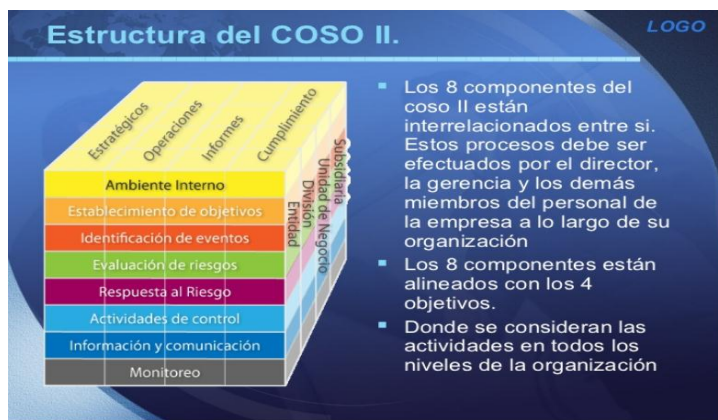 Estructura del COSO II.
LOGO
Estratégicos
Operaciones
Informes
Cumplimiento
Ambiente Interno
Establecimiento de objetivos
Identificación de eventos
Evaluación de riesgos
Respuesta al Riesgo
Actividades de control
Información y comunicación
Monitoreo
Entidad
División
Unidad de Negocio
Subsidiaria
Los 8 componentes del
coso II están
interrelacionados entre si.
Estos procesos debe ser
efectuados por el director,
la gerencia y los demás
miembros del personal de
la empresa a lo largo de su
organización
Los 8 componentes están
alineados con los 4
objetivos.
Donde se consideran las
actividades en todos los
niveles de la organización